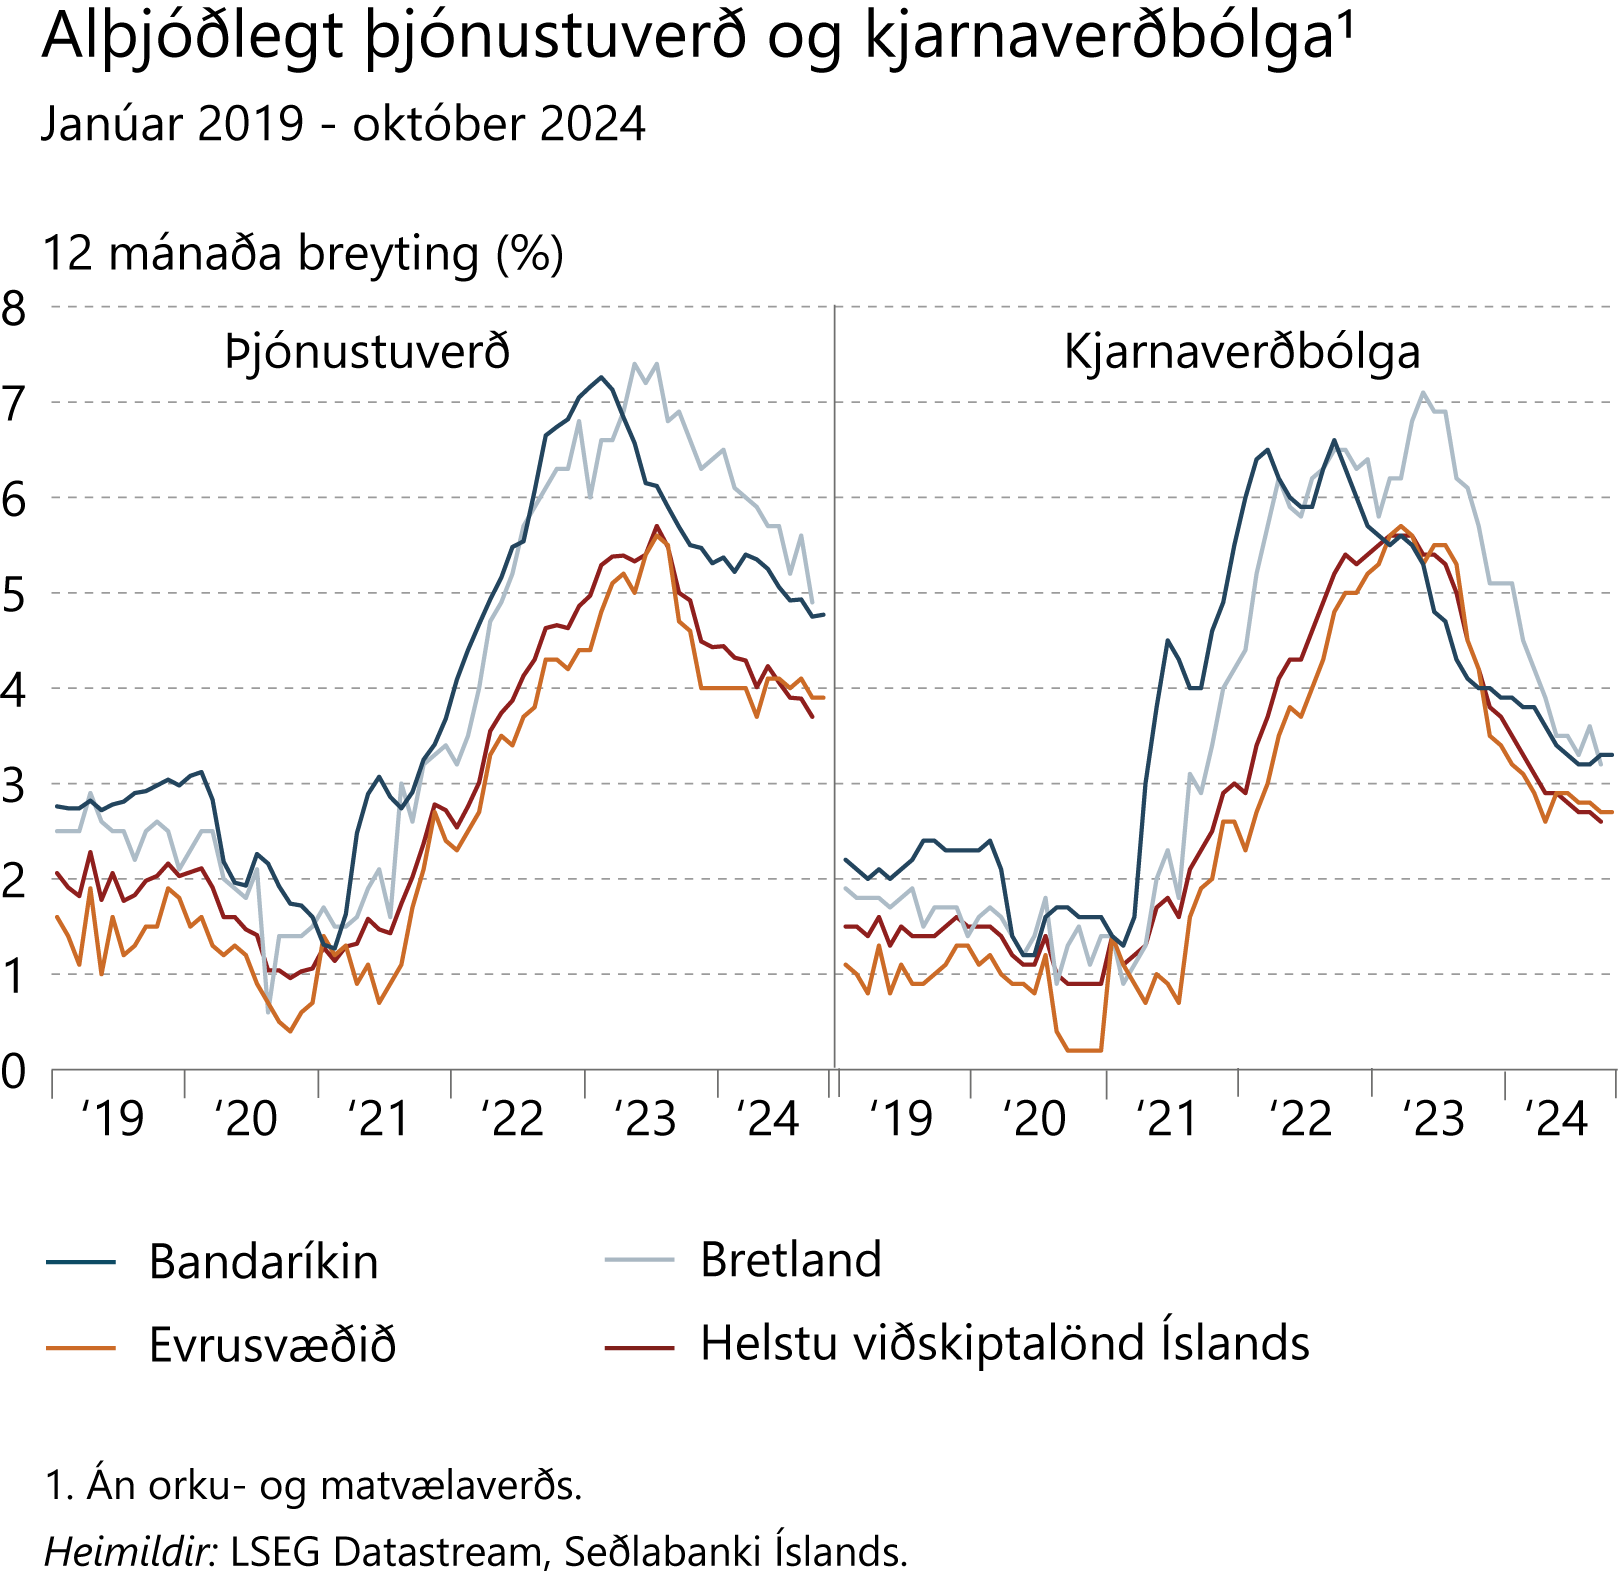 Alþjóðlegt þjónustuverð og kjarnaverðbólga¹
Janúar 2019 - október 2024
12 mánaða breyting (%)
8
7
6
5
4
3
2
1
0
Þjónustuverð
Kjarnaverðbólga
‘19 ‘20 ‘21 ‘22 ‘23 ‘24
‘19 ‘20 ‘21 ‘22 ‘23 ‘24
Bandaríkin
Bretland
Evrusvæðið
Helstu viðskiptalönd Íslands
1. Án orku- og matvælaverðs.
Heimildir: LSEG Datastream, Seðlabanki Íslands.